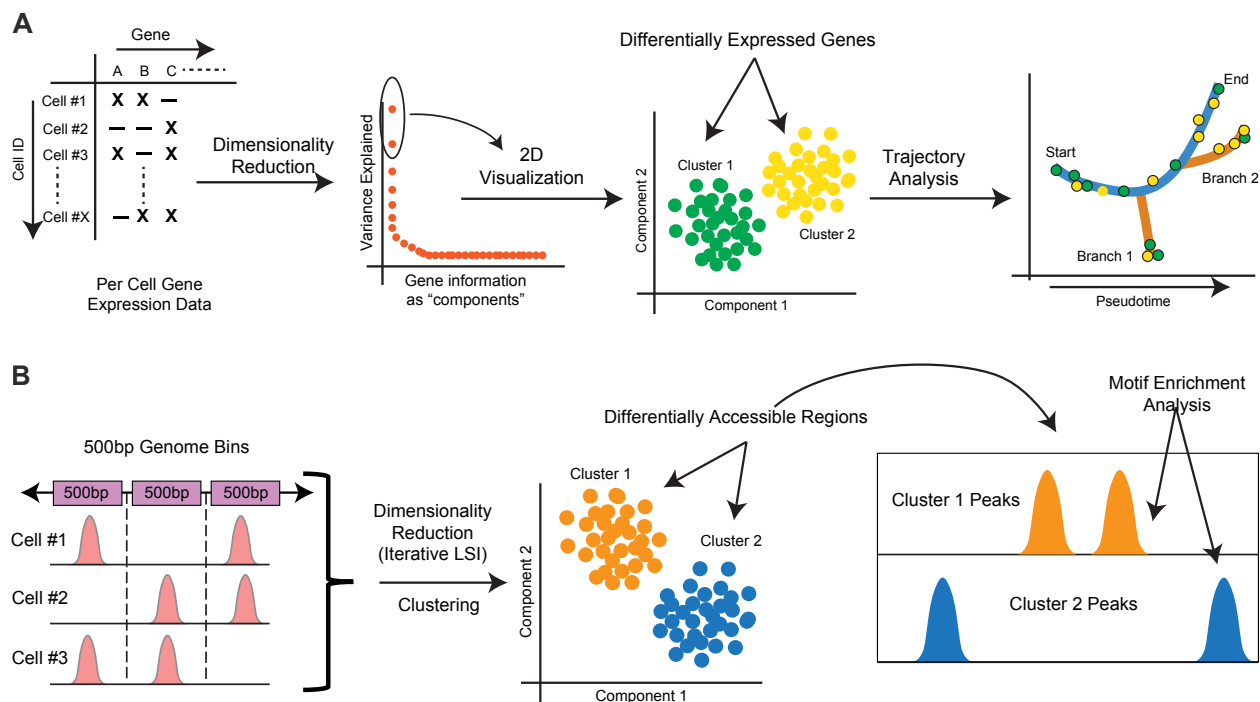 A
Gene
A B C
Cell ID
Cell #1 X X —
Cell #2 — — X
Cell #3 X — X
Cell #X — X X
Per Cell Gene
Expression Data
Dimensionality
Reduction
Variance Explained
Gene information
as “components”
2D
Visualization
Differentially Expressed Genes
Component 2
Cluster 1
Cluster 2
Component 1
Trajectory
Analysis
Start
End
Branch 2
Branch 1
Pseudotime
B
500bp Genome Bins
500bp 500bp 500bp
Cell #1
Cell #2
Cell #3
Dimensionality
Reduction
(Iterative LSI)
Clustering
Differentially Accessible Regions
Component 2
Cluster 1
Cluster 2
Component 1
Motif Enrichment
Analysis
Cluster 1 Peaks
Cluster 2 Peaks